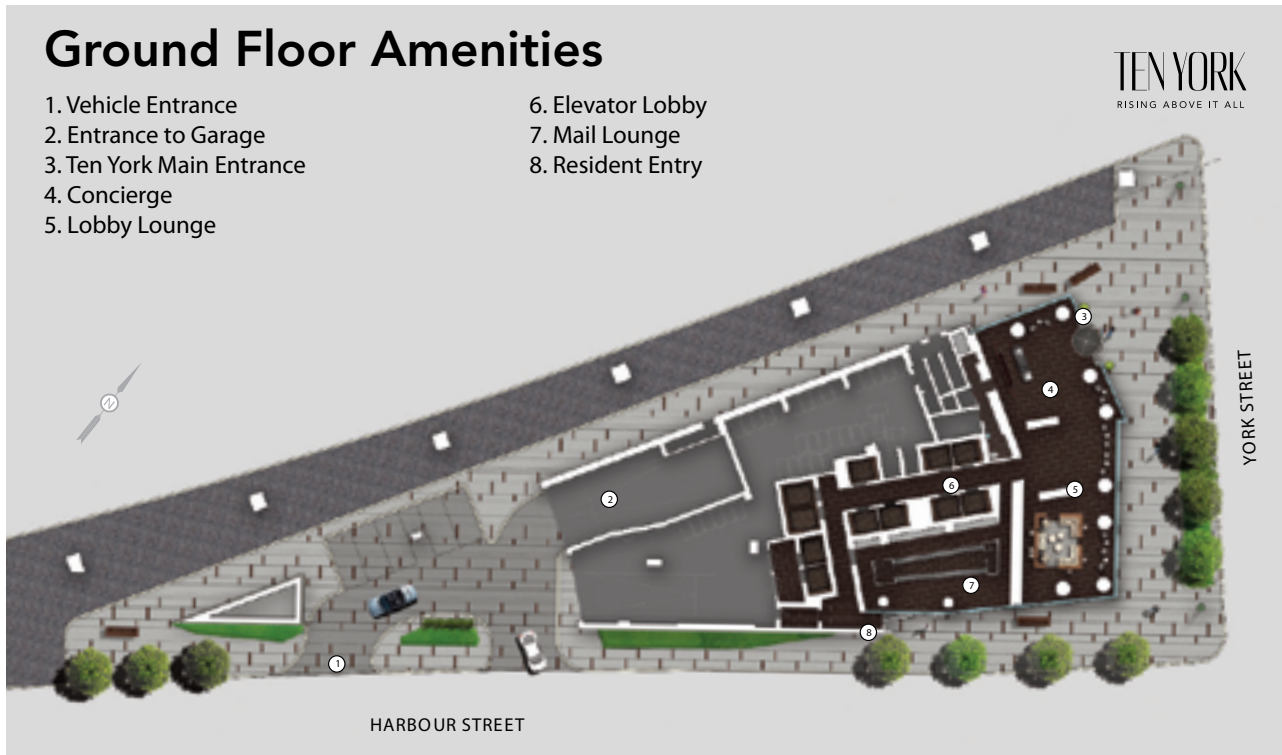 Ground Floor Amenities
1. Vehicle Entrance
2. Entrance to Garage
3. Ten York Main Entrance
4. Concierge
5. Lobby Lounge
6. Elevator Lobby
7. Mail Lounge
8. Resident Entry
TEN YORK
RISING ABOVE IT ALL
3
4
YORK STREET
N
6
5
2
7
8
1
HARBOUR STREET